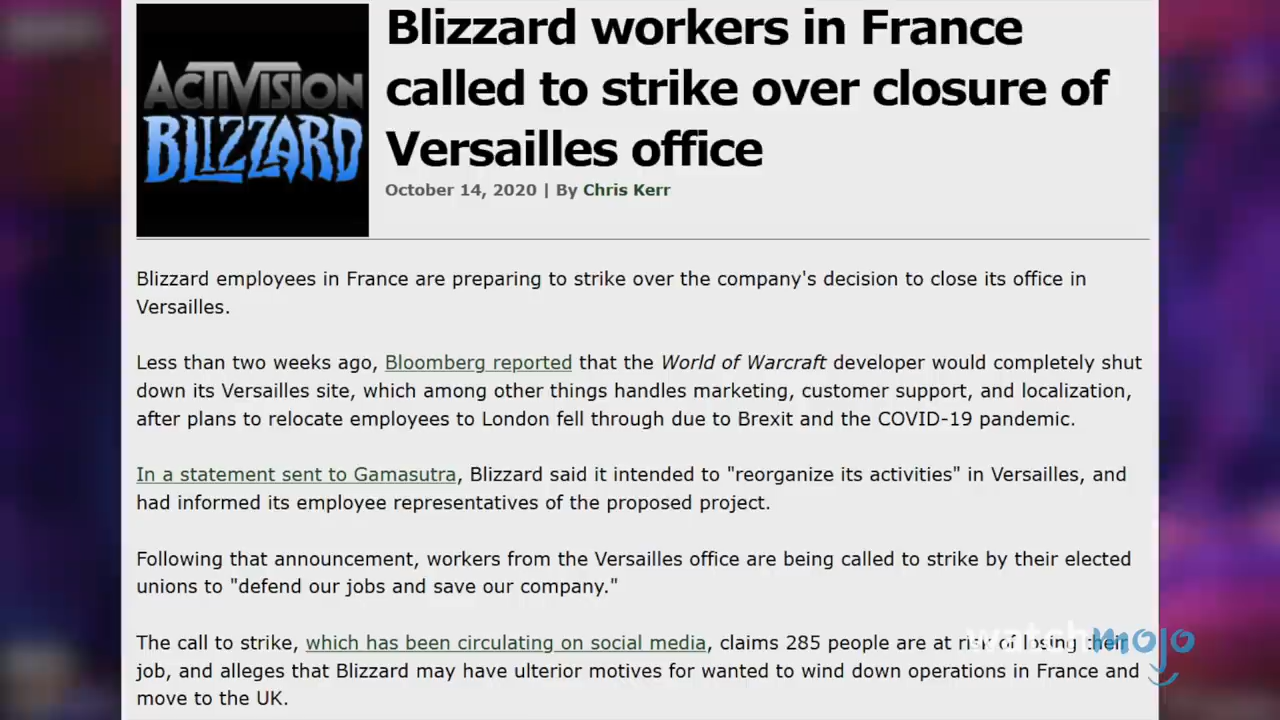 ACTIVISION
BLIZZARD
Blizzard workers in France
called to strike over closure of
Versailles office
October 14, 2020 | By Chris Kerr
Blizzard employees in France are preparing to strike over the company's decision to close its office in
Versailles.
Less than two weeks ago, Bloomberg reported that the World of Warcraft developer would completely shut
down its Versailles site, which among other things handles marketing, customer support, and localization,
after plans to relocate employees to London fell through due to Brexit and the COVID-19 pandemic.
In a statement sent to Gamasutra, Blizzard said it intended to "reorganize its activities" in Versailles, and
had informed its employee representatives of the proposed project.
Following that announcement, workers from the Versailles office are being called to strike by their elected
unions to "defend our jobs and save our company."
The call to strike, which has been circulating on social media, claims 285 people are at risk of losing their
job, and alleges that Blizzard may have ulterior motives for wanted to wind down operations in France and
move to the UK.
watchmojo